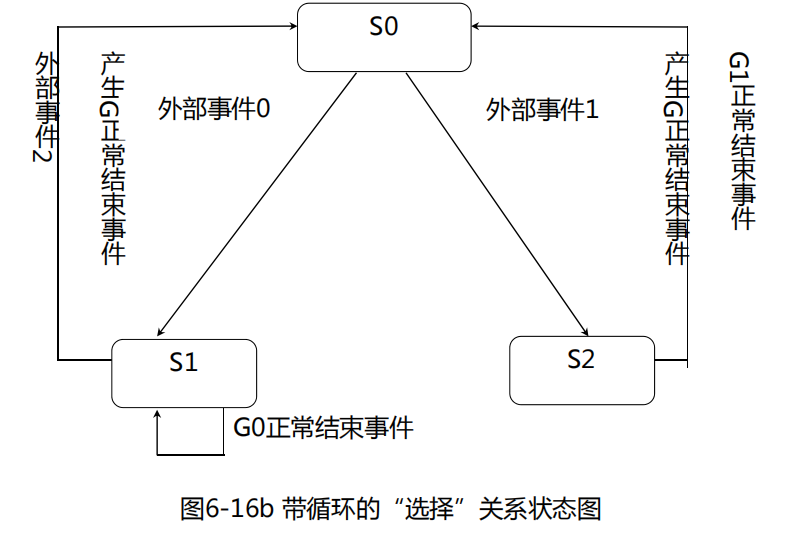 S0
外部事件2
产生G正常结束事件
外部事件0
外部事件1
产生G正常结束事件
G1正常结束事件
S1
S2
G0正常结束事件
图6-16b 带循环的“选择”关系状态图